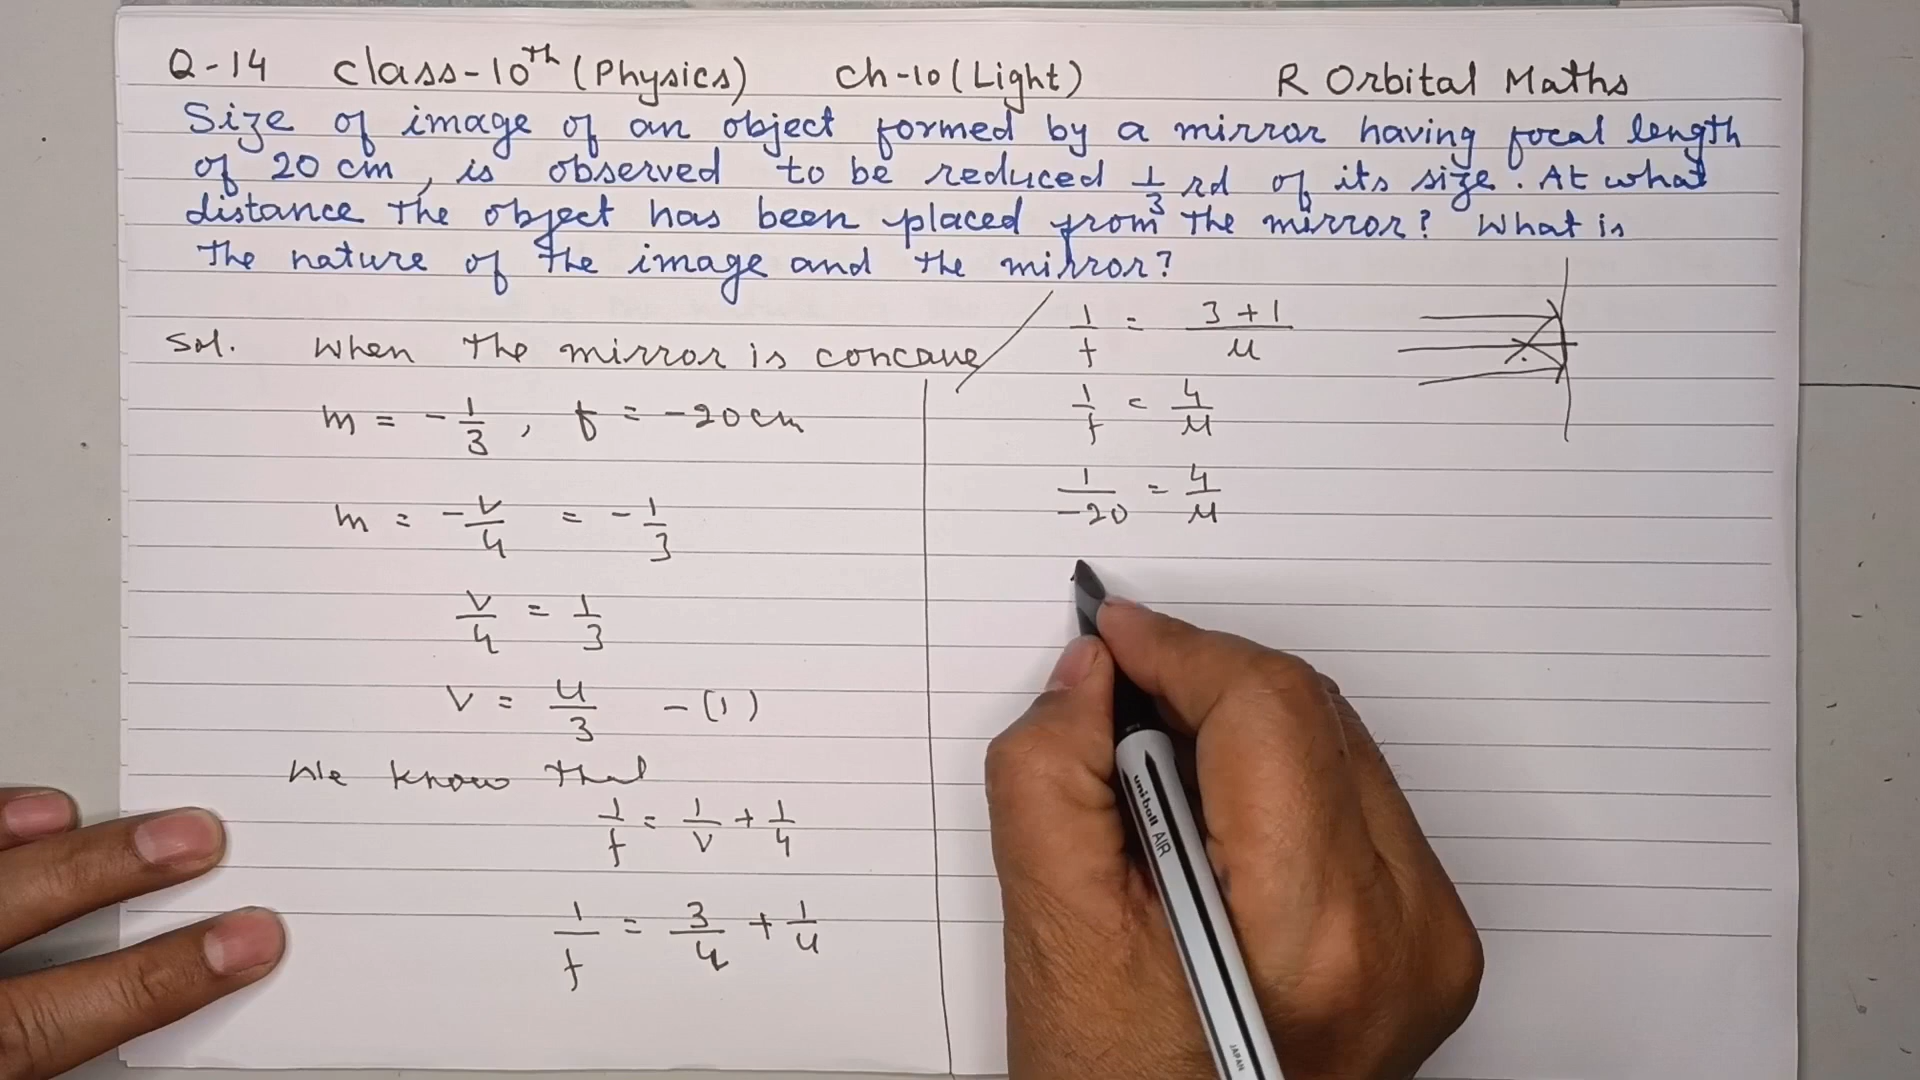 Q-14 Class-10th (Physics) Ch-10 (Light) R Orbital Maths
Size of image of an object formed by a mirror having focal length
of 20 cm, is observed to be reduced 1/3 rd of its size. At what
distance the object has been placed from the mirror? What is
the nature of the image and the mirror?
Sol. When the mirror is concave
m = -1/3, f = -20cm
m = -v/u = -1/3
v/u = 1/3
v = u/3 - (1)
We know that
1/f = 1/v + 1/u
1/f = 3/u + 1/u
1/f = 3+1/u
1/f = 4/u
1/-20 = 4/u
uniball AIR
JAPAN